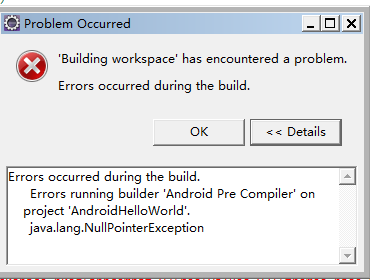 Problem Occurred
'Building workspace' has encountered a problem.
Errors occurred during the build.
OK
<< Details
Errors occurred during the build.
Errors running builder 'Android Pre Compiler' on
project 'AndroidHelloWorld'.
java.lang.NullPointerException